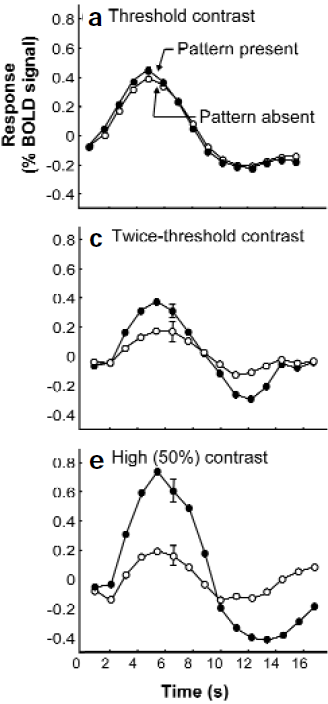 a Threshold contrast
0.8
0.6
0.4
0.2
0
-0.2
-0.4
Pattern present
Pattern absent
Response
(% BOLD signal)
c Twice-threshold contrast
0.8
0.6
0.4
0.2
0
-0.2
-0.4
e High (50%) contrast
0.8
0.6
0.4
0.2
0
-0.2
-0.4
0 2 4 6 8 10 12 14 16
Time (s)